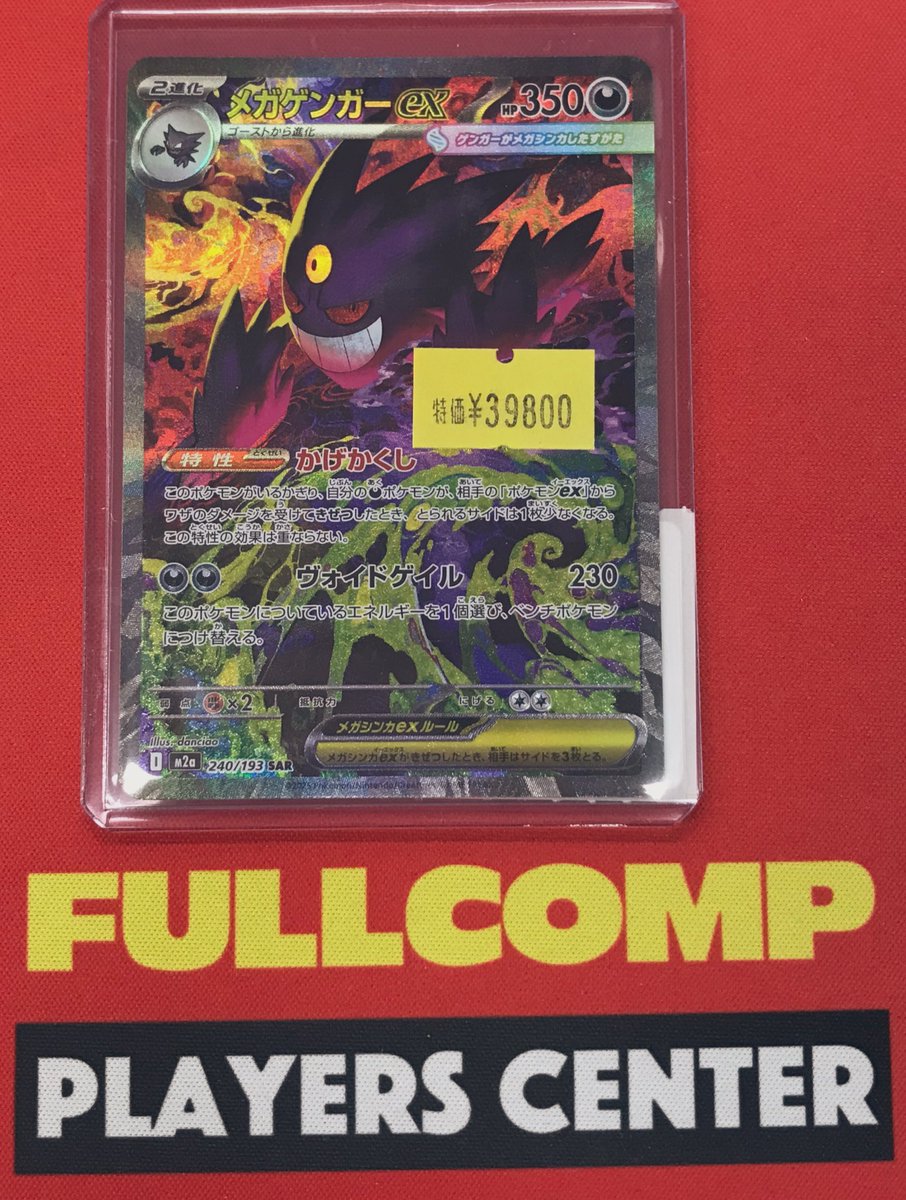 2進化
メガゲンガーex
HP350
ゴーストから進化
ゲンガーがメガシンカしたすがた
特価¥39800
特性 かげかくし
このポケモンがいるかぎり、自分の悪ポケモンが、相手の「ポケモンex」から
ワザのダメージを受けてきぜつしたとき、とられるサイドは1枚少なくなる。
この特性の効果は重ならない。
ヴォイドゲイル 230
このポケモンについているエネルギーを1個選び、ベンチポケモン
につけ替える。
弱点 ×2 抵抗力 にげる
メガシンカexルール
メガシンカexがきぜつしたとき、相手はサイドを3枚とる。
illus. danciao
D m2a 240/193 SAR
FULLCOMP
PLAYERS CENTER